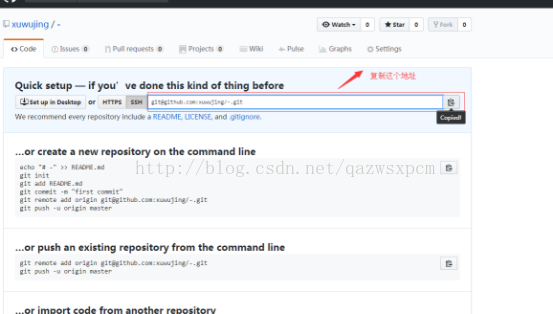 xuwujing / -
Watch 0 Star 0 Fork 0
Code Issues 0 Pull requests 0 Projects 0 Wiki Pulse Graphs Settings
复制这个地址
Quick setup — if you've done this kind of thing before
Set up in Desktop or HTTPS SSH git@github.com:xuwujing/-.git
Copied!
We recommend every repository include a README, LICENSE, and .gitignore.
…or create a new repository on the command line
http://blog.csdn.net/qazwsxpcm
echo "# -" >> README.md
git init
git add README.md
git commit -m "first commit"
git remote add origin git@github.com:xuwujing/-.git
git push -u origin master
…or push an existing repository from the command line
git remote add origin git@github.com:xuwujing/-.git
git push -u origin master
…or import code from another repository